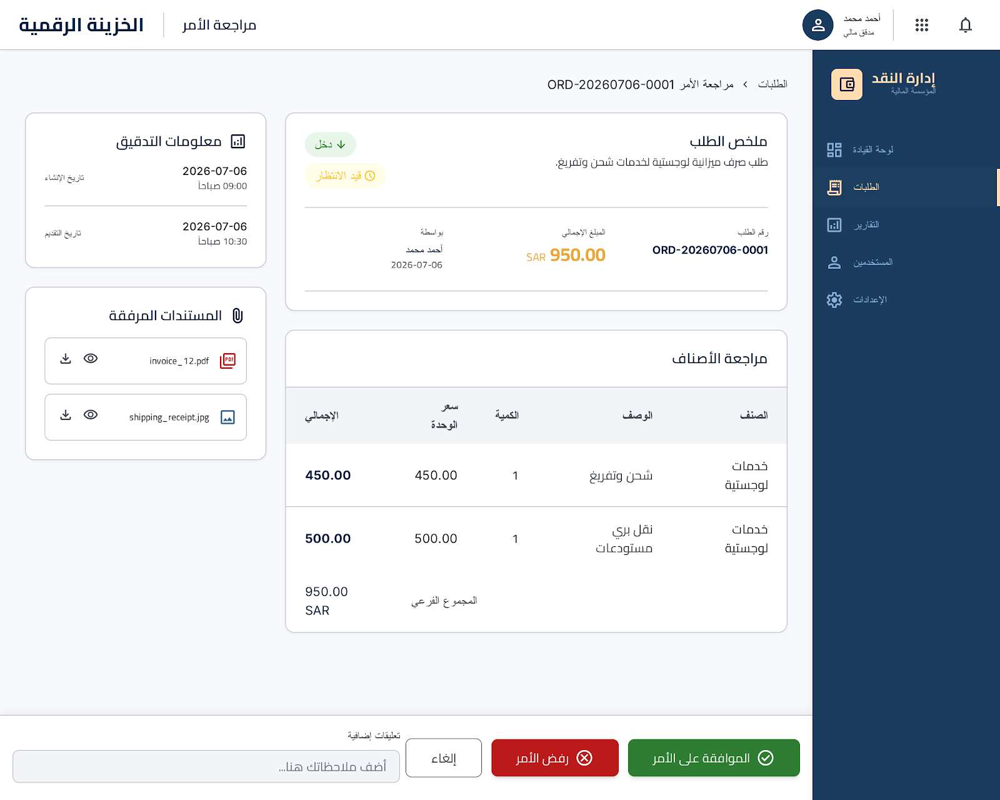 الخزينة الرقمية
مراجعة الأمر
أحمد محمد
مدقق مالي
إدارة النقد
المؤسسة المالية
لوحة القيادة
الطلبات
التقارير
المستخدمين
الإعدادات
الطلبات › مراجعة الأمر ORD-20260706-0001
ملخص الطلب
طلب صرف ميزانية لوجستية لخدمات شحن وتفريغ.
دخل
قيد الانتظار
رقم الطلب
ORD-20260706-0001
المبلغ الإجمالي
950.00 SAR
بواسطة
أحمد محمد
2026-07-06
مراجعة الأصناف
الصنف
الوصف
الكمية
سعر
الوحدة
الإجمالي
خدمات
لوجستية
شحن وتفريغ
1
450.00
450.00
خدمات
لوجستية
نقل بري
مستودعات
1
500.00
500.00
المجموع الفرعي
950.00
SAR
معلومات التدقيق
تاريخ الإنشاء
2026-07-06
09:00 صباحاً
تاريخ التقديم
2026-07-06
10:30 صباحاً
المستندات المرفقة
PDF
invoice_12.pdf
shipping_receipt.jpg
الموافقة على الأمر
رفض الأمر
إلغاء
تعليقات إضافية
أضف ملاحظاتك هنا...